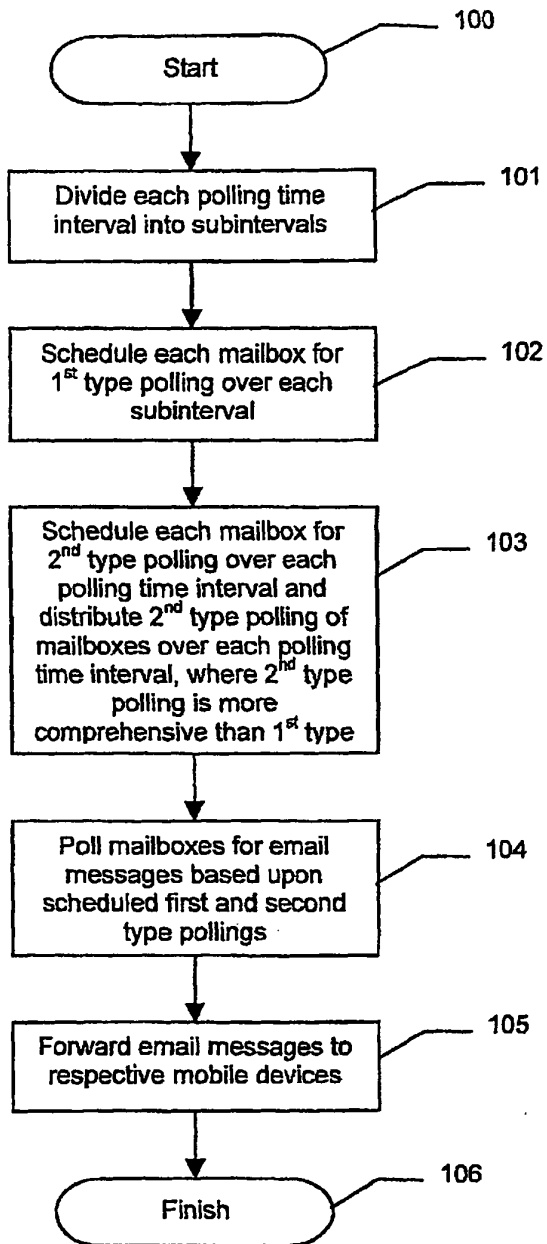 100
Start
101
Divide each polling time
interval into subintervals
102
Schedule each mailbox for
1st type polling over each
subinterval
103
Schedule each mailbox for
2nd type polling over each
polling time interval and
distribute 2nd type polling of
mailboxes over each polling
time interval, where 2nd type
polling is more
comprehensive than 1st type
104
Poll mailboxes for email
messages based upon
scheduled first and second
type pollings
105
Forward email messages to
respective mobile devices
106
Finish